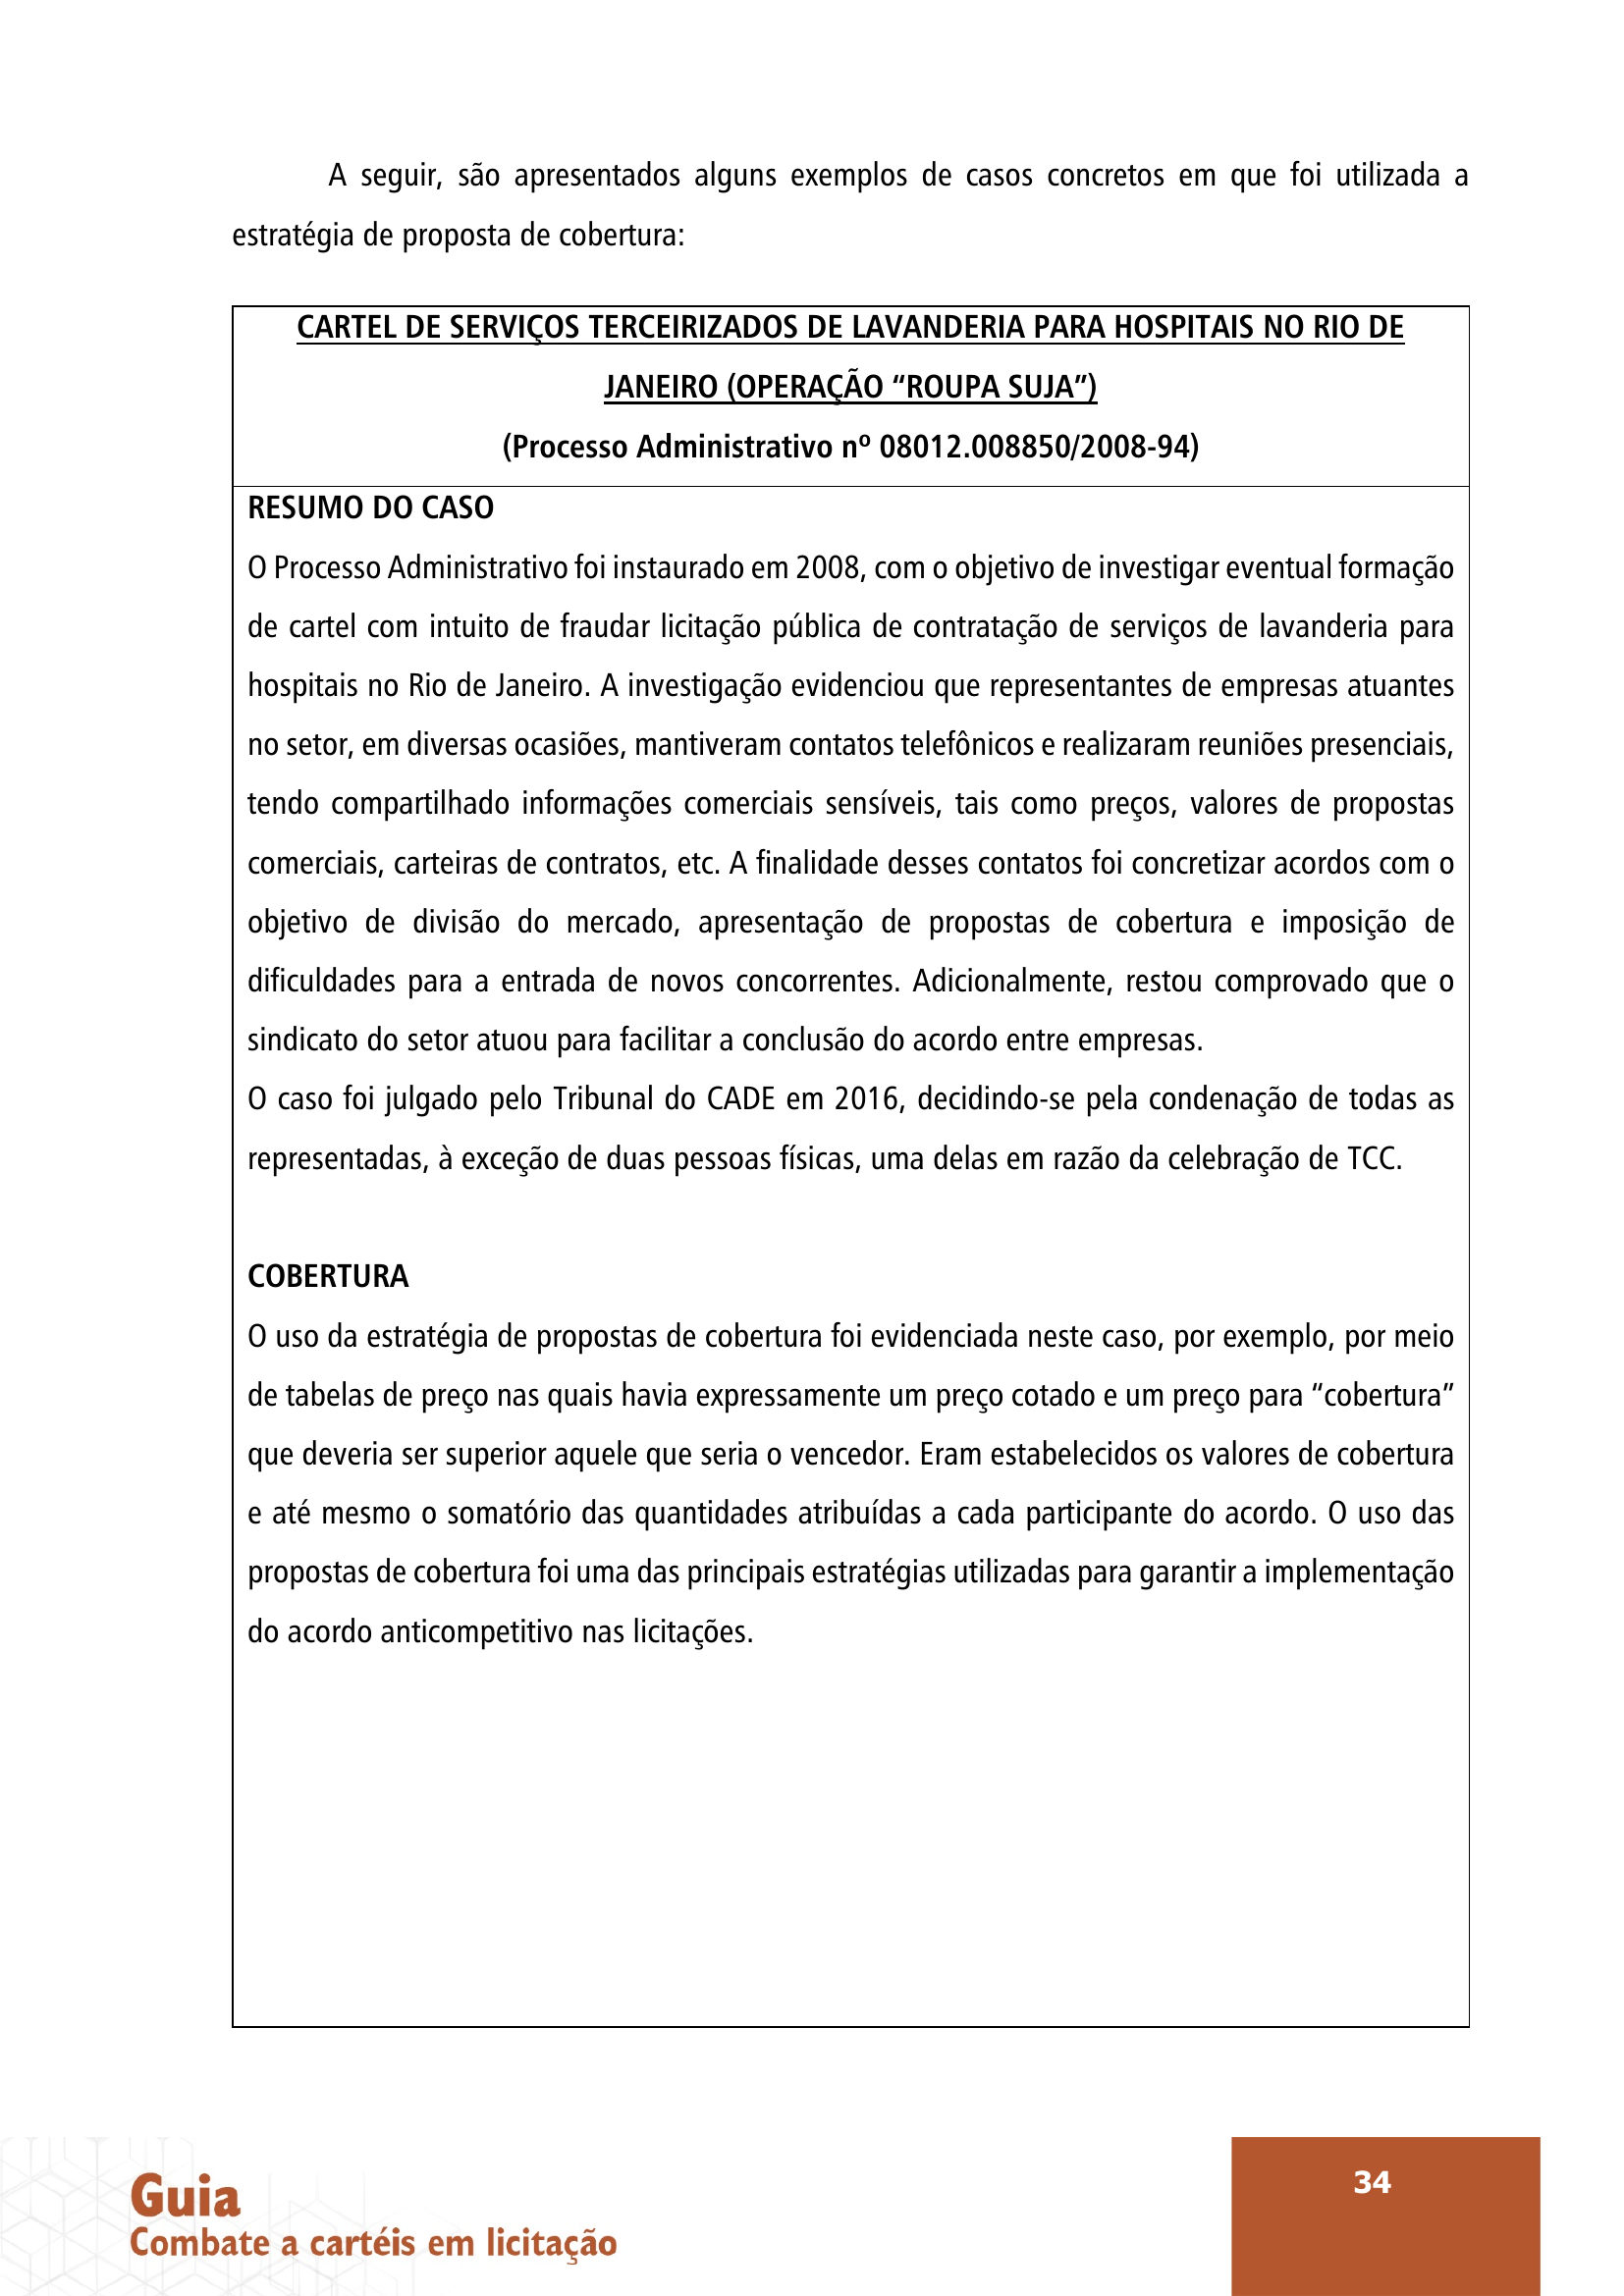 A seguir, são apresentados alguns exemplos de casos concretos em que foi utilizada a
estratégia de proposta de cobertura:
CARTEL DE SERVIÇOS TERCEIRIZADOS DE LAVANDERIA PARA HOSPITAIS NO RIO DE
JANEIRO (OPERAÇÃO “ROUPA SUJA”)
(Processo Administrativo nº 08012.008850/2008-94)
RESUMO DO CASO
O Processo Administrativo foi instaurado em 2008, com o objetivo de investigar eventual formação
de cartel com intuito de fraudar licitação pública de contratação de serviços de lavanderia para
hospitais no Rio de Janeiro. A investigação evidenciou que representantes de empresas atuantes
no setor, em diversas ocasiões, mantiveram contatos telefônicos e realizaram reuniões presenciais,
tendo compartilhado informações comerciais sensíveis, tais como preços, valores de propostas
comerciais, carteiras de contratos, etc. A finalidade desses contatos foi concretizar acordos com o
objetivo de divisão do mercado, apresentação de propostas de cobertura e imposição de
dificuldades para a entrada de novos concorrentes. Adicionalmente, restou comprovado que o
sindicato do setor atuou para facilitar a conclusão do acordo entre empresas.
O caso foi julgado pelo Tribunal do CADE em 2016, decidindo-se pela condenação de todas as
representadas, à exceção de duas pessoas físicas, uma delas em razão da celebração de TCC.
COBERTURA
O uso da estratégia de propostas de cobertura foi evidenciada neste caso, por exemplo, por meio
de tabelas de preço nas quais havia expressamente um preço cotado e um preço para “cobertura”
que deveria ser superior aquele que seria o vencedor. Eram estabelecidos os valores de cobertura
e até mesmo o somatório das quantidades atribuídas a cada participante do acordo. O uso das
propostas de cobertura foi uma das principais estratégias utilizadas para garantir a implementação
do acordo anticompetitivo nas licitações.
Guia
Combate a cartéis em licitação
34